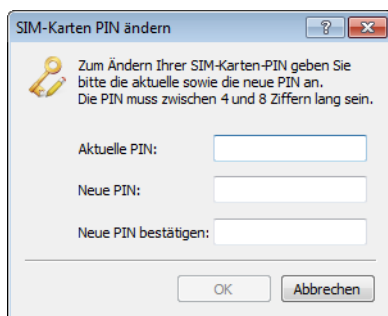 SIM-Karten PIN ändern
Zum Ändern Ihrer SIM-Karten-PIN geben Sie
bitte die aktuelle sowie die neue PIN an.
Die PIN muss zwischen 4 und 8 Ziffern lang sein.
Aktuelle PIN:
Neue PIN:
Neue PIN bestätigen:
OK
Abbrechen